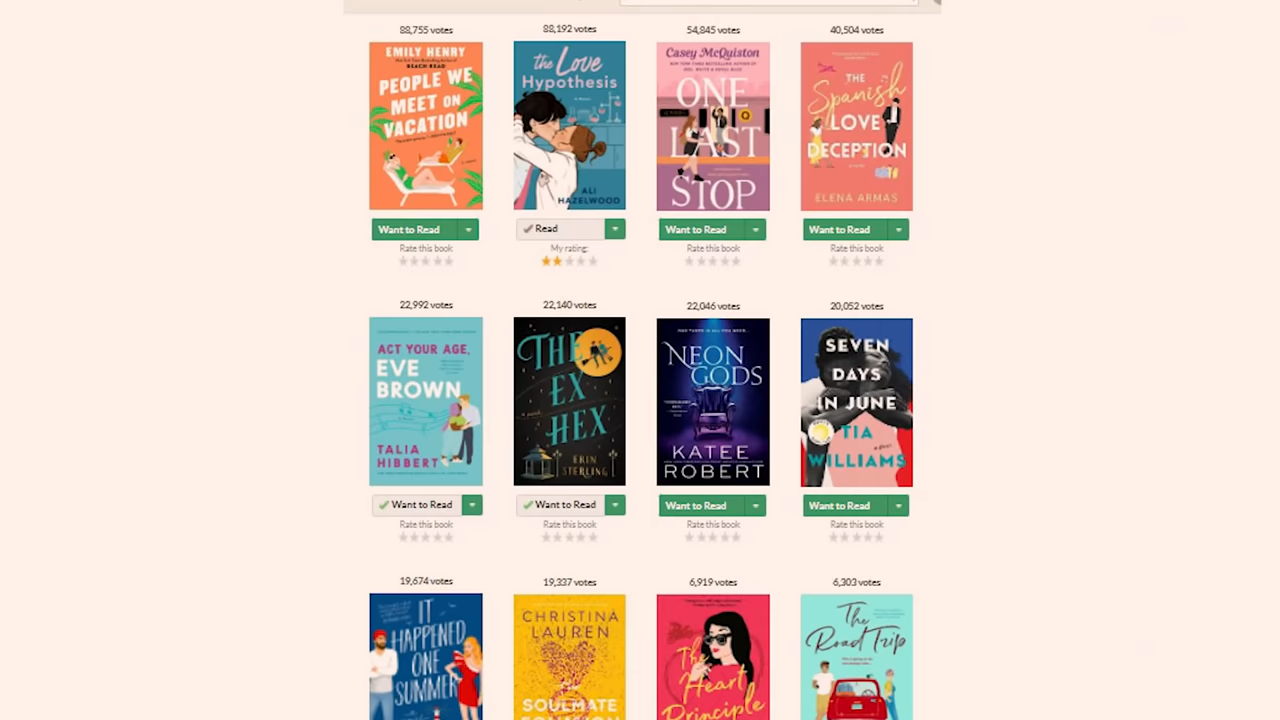 88,755 votes
88,192 votes
54,845 votes
40,504 votes
EMILY HENRY
BEACH READ
PEOPLE WE
MEET ON
VACATION
the Love
Hypothesis
ALI
HAZELWOOD
Casey McQuiston
ONE
LAST
STOP
THE
Spanish
LOVE
DECEPTION
ELENA ARMAS
Want to Read
Read
Want to Read
Want to Read
Rate this book
My rating:
Rate this book
Rate this book
22,992 votes
22,140 votes
22,046 votes
20,052 votes
ACT YOUR AGE,
EVE
BROWN
TALIA
HIBBERT
THE
EX
HEX
ERIN
STERLING
NEON
GODS
KATEE
ROBERT
SEVEN
DAYS
IN JUNE
TIA
WILLIAMS
Want to Read
Want to Read
Want to Read
Want to Read
Rate this book
Rate this book
Rate this book
Rate this book
19,674 votes
19,337 votes
6,919 votes
6,303 votes
IT
HAPPENED
ONE
SUMMER
CHRISTINA
LAUREN
SOULMATE
The
Heart
Principle
The
Road Trip